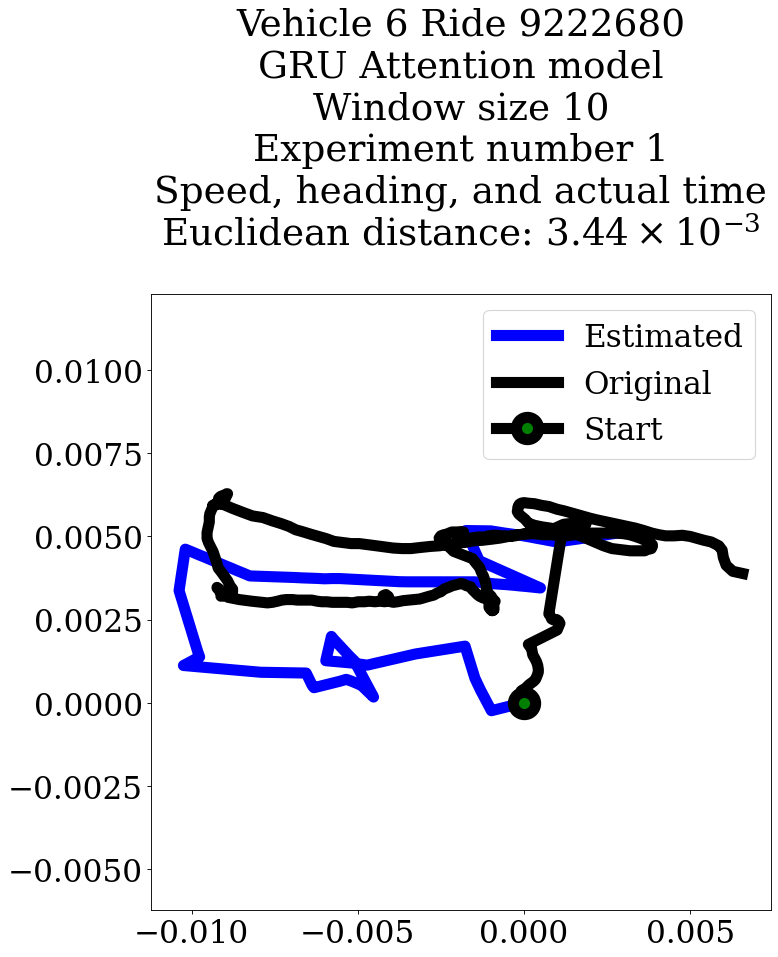 Vehicle 6 Ride 9222680
GRU Attention model
Window size 10
Experiment number 1
Speed, heading, and actual time
Euclidean distance: 3.44 × 10⁻³
Estimated
Original
Start
0.0100
0.0075
0.0050
0.0025
0.0000
−0.0025
−0.0050
−0.010 −0.005 0.000 0.005